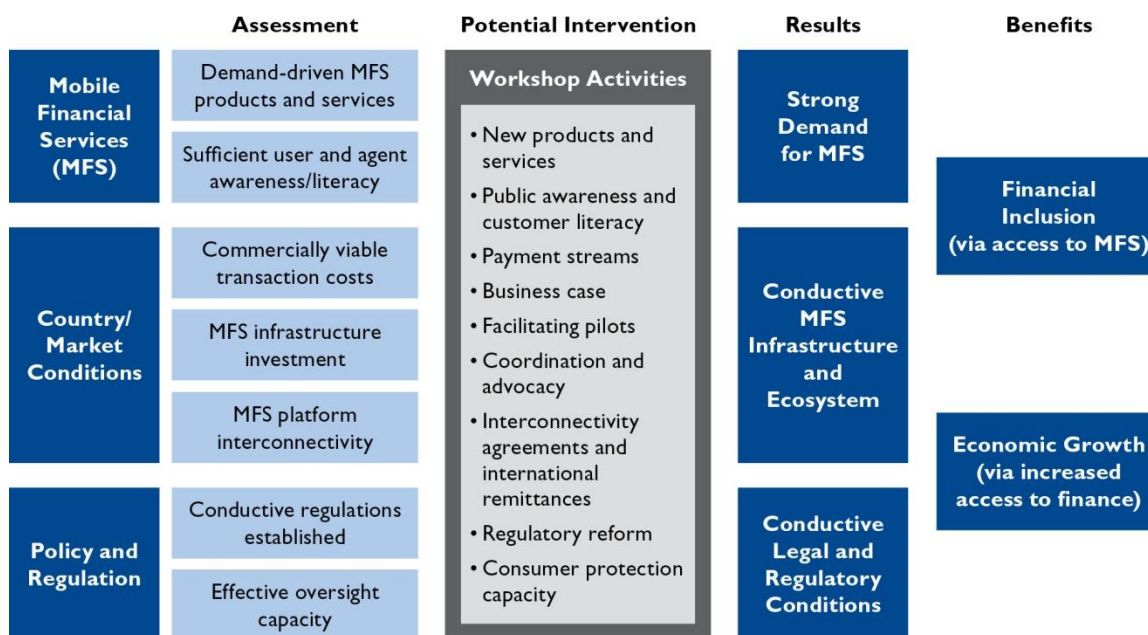 Assessment
Potential Intervention
Results
Benefits
Mobile
Financial
Services
(MFS)
Demand-driven MFS
products and services
Sufficient user and agent
awareness/literacy
Country/
Market
Conditions
Commercially viable
transaction costs
MFS infrastructure
investment
MFS platform
interconnectivity
Policy and
Regulation
Conductive regulations
established
Effective oversight
capacity
Workshop Activities
• New products and
services
• Public awareness and
customer literacy
• Payment streams
• Business case
• Facilitating pilots
• Coordination and
advocacy
• Interconnectivity
agreements and
international
remittances
• Regulatory reform
• Consumer protection
capacity
Strong
Demand
for MFS
Conductive
MFS
Infrastructure
and
Ecosystem
Conductive
Legal and
Regulatory
Conditions
Financial
Inclusion
(via access to MFS)
Economic Growth
(via increased
access to finance)